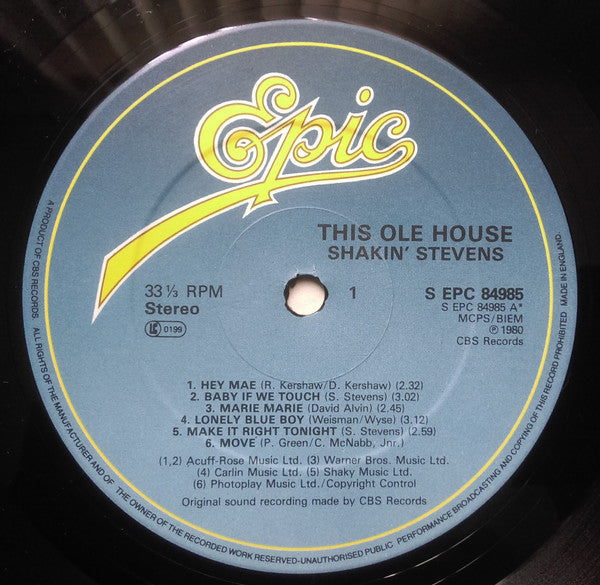 Epic
THIS OLE HOUSE
SHAKIN' STEVENS
33 ⅓ RPM
Stereo
LC 0199
1
S EPC 84985
S EPC 84985 A*
MCPS/BIEM
Ⓟ 1980
CBS Records
1. HEY MAE (R. Kershaw/D. Kershaw) (2.32)
2. BABY IF WE TOUCH (S. Stevens) (3.02)
3. MARIE MARIE (David Alvin) (2.45)
4. LONELY BLUE BOY (Weisman/Wyse) (3.12)
5. MAKE IT RIGHT TONIGHT (S. Stevens) (2.59)
6. MOVE (P. Green/C. McNabb, Jnr.)
(1,2) Acuff-Rose Music Ltd. (3) Warner Bros. Music Ltd.
(4) Carlin Music Ltd. (5) Shaky Music Ltd.
(6) Photoplay Music Ltd./Copyright Control
Original sound recording made by CBS Records
A PRODUCT OF CBS RECORDS. ALL RIGHTS OF THE MANUFACTURER AND OF THE OWNER OF THE RECORDED WORK RESERVED-UNAUTHORISED PUBLIC PERFORMANCE BROADCASTING AND COPYING OF THIS RECORD PROHIBITED MADE IN ENGLAND.